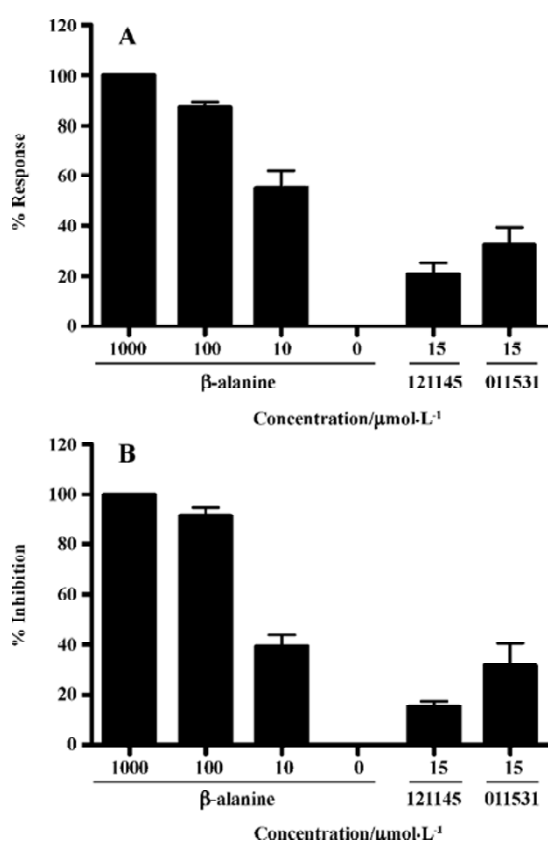 A
120
100
80
60
40
20
0
% Response
1000 100 10 0 15 15
β-alanine 121145 011531
Concentration/μmol·L⁻¹
B
120
100
80
60
40
20
0
% Inhibition
1000 100 10 0 15 15
β-alanine 121145 011531
Concentration/μmol·L⁻¹